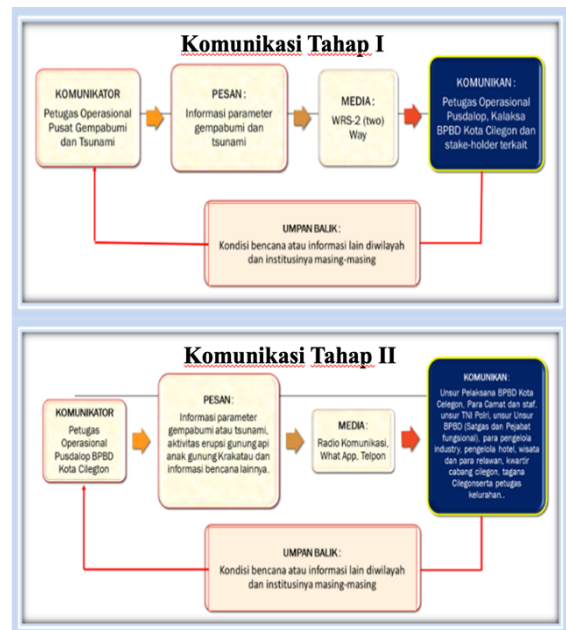 Komunikasi Tahap I
KOMUNIKATOR
Petugas Operasional
Pusat Gempabumi
dan Tsunami
PESAN :
Informasi parameter
gempabumi dan
tsunami
MEDIA :
WRS-2 (two)
Way
KOMUNIKAN :
Petugas Operasional
Pusdalop, Kalaksa
BPBD Kota Cilegon dan
stake-holder terkait
UMPAN BALIK :
Kondisi bencana atau informasi lain diwilayah
dan institusinya masing-masing
Komunikasi Tahap II
KOMUNIKATOR
Petugas
Operasional
Pusdalop BPBD
Kota Cilegton
PESAN :
Informasi parameter
gempabumi atau tsunami,
aktivitas erupsi gunung api
anak gunung Krakatau dan
informasi bencana lainnya.
MEDIA :
Radio Komunikasi,
What App, Telpon
KOMUNIKAN :
Unsur Pelaksana BPBD Kota
Celegon, Para Camat dan staf,
unsur TNI Polri, unsur Unsur
BPBD (Satgas dan Pejabat
fungsional), para pengelola
industry, pengelola hotel, wisata
dan para relawan, kwartir
cabang cilegon, tagana
Cilegonserta petugas
kelurahan..
UMPAN BALIK :
Kondisi bencana atau informasi lain diwilayah
dan institusinya masing-masing